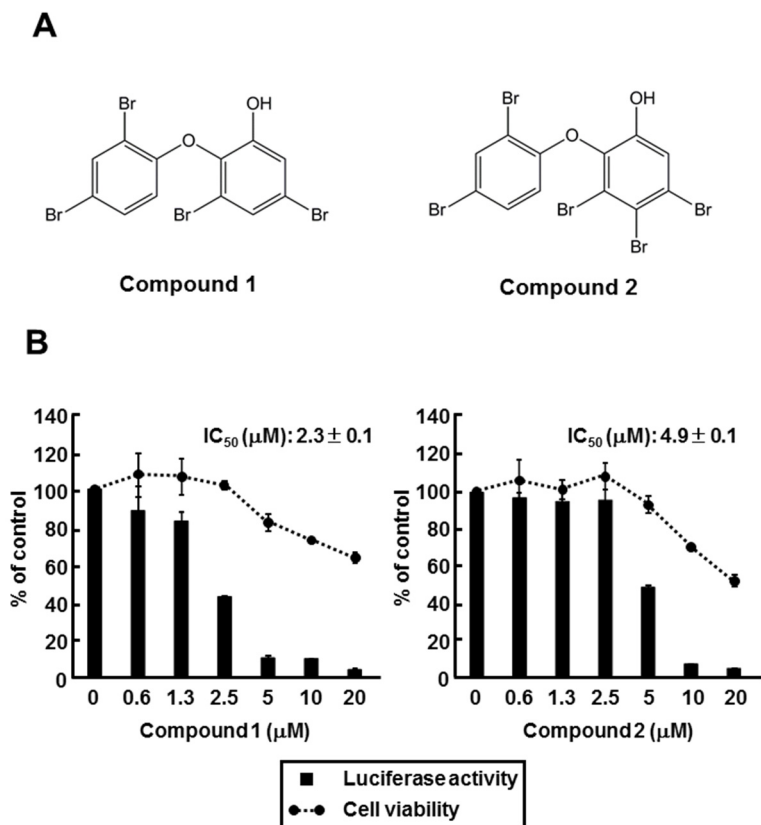 A
Br
OH
O
Br
Br
Br
Compound 1
Br
OH
O
Br
Br
Br
Br
Compound 2
B
IC50 (μM): 2.3 ± 0.1
140
120
100
80
60
40
20
0
% of control
0 0.6 1.3 2.5 5 10 20
Compound 1 (μM)
IC50 (μM): 4.9 ± 0.1
140
120
100
80
60
40
20
0
% of control
0 0.6 1.3 2.5 5 10 20
Compound 2 (μM)
Luciferase activity
Cell viability